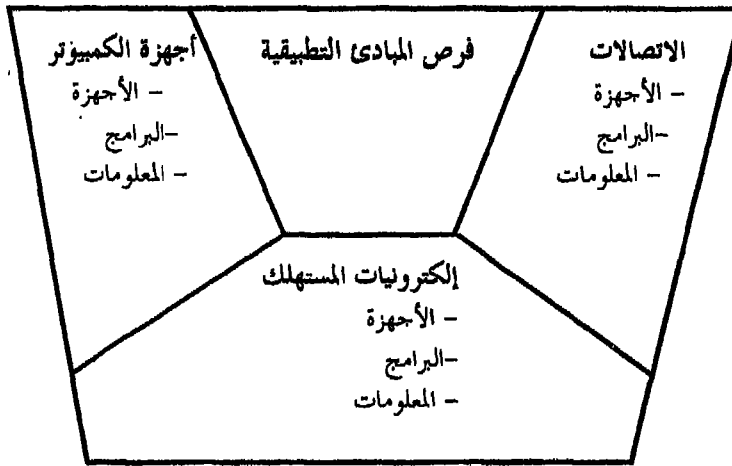 الاتصالات
- الأجهزة
-البرامج
- المعلومات
فرص المبادئ التطبيقية
أجهزة الكمبيوتر
- الأجهزة
-البرامج
- المعلومات
إلكترونيات المستهلك
- الأجهزة
-البرامج
- المعلومات